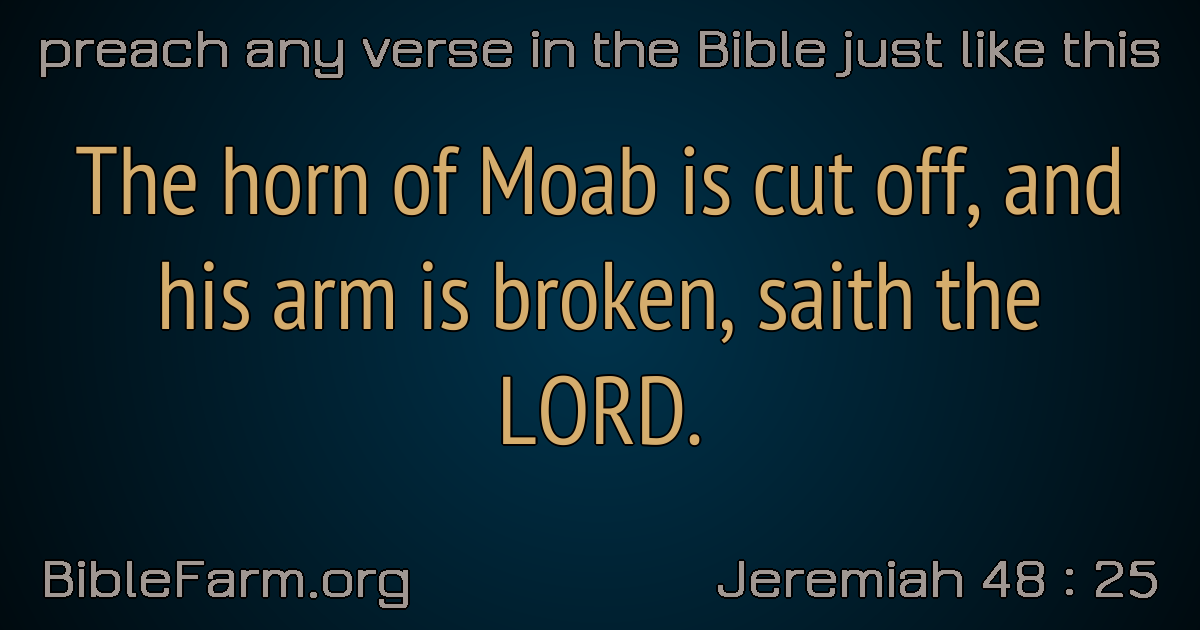 preach any verse in the Bible just like this
The horn of Moab is cut off, and
his arm is broken, saith the
LORD.
BibleFarm.org
Jeremiah 48 : 25